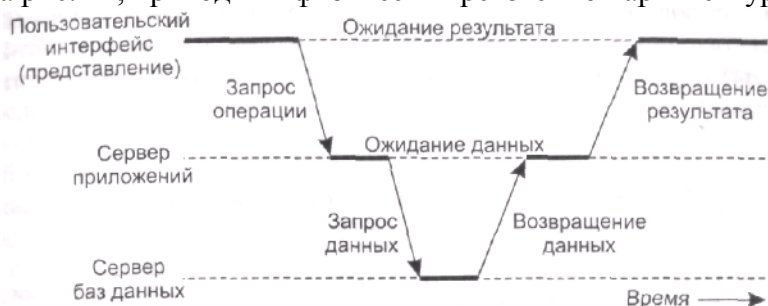 Пользовательский
интерфейс
(представление)
Ожидание результата
Запрос
операции
Возвращение
результата
Сервер
приложений
Ожидание данных
Запрос
данных
Возвращение
данных
Сервер
баз данных
Время